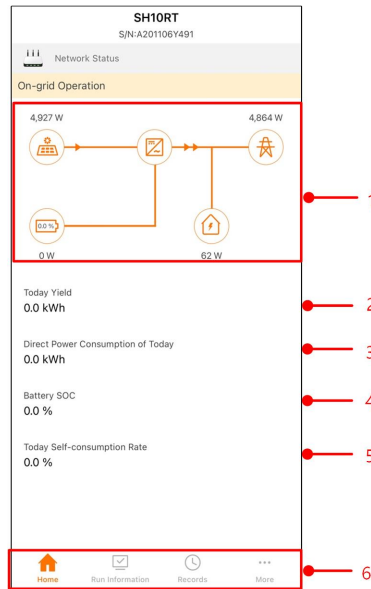 SH10RT
S/N:A201106Y491
Network Status
On-grid Operation
4,927 W
4,864 W
0.0 %
0 W
62 W
1
Today Yield
0.0 kWh
2
Direct Power Consumption of Today
0.0 kWh
3
Battery SOC
0.0 %
4
Today Self-consumption Rate
0.0 %
5
Home
Run Information
Records
More
6